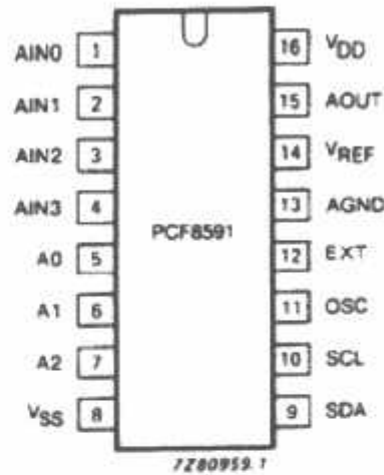 AIN0 1 16 VDD
AIN1 2 15 AOUT
AIN2 3 14 VREF
AIN3 4 13 AGND
PCF8591
A0 5 12 EXT
A1 6 11 OSC
A2 7 10 SCL
VSS 8 9 SDA
7Z80959.1